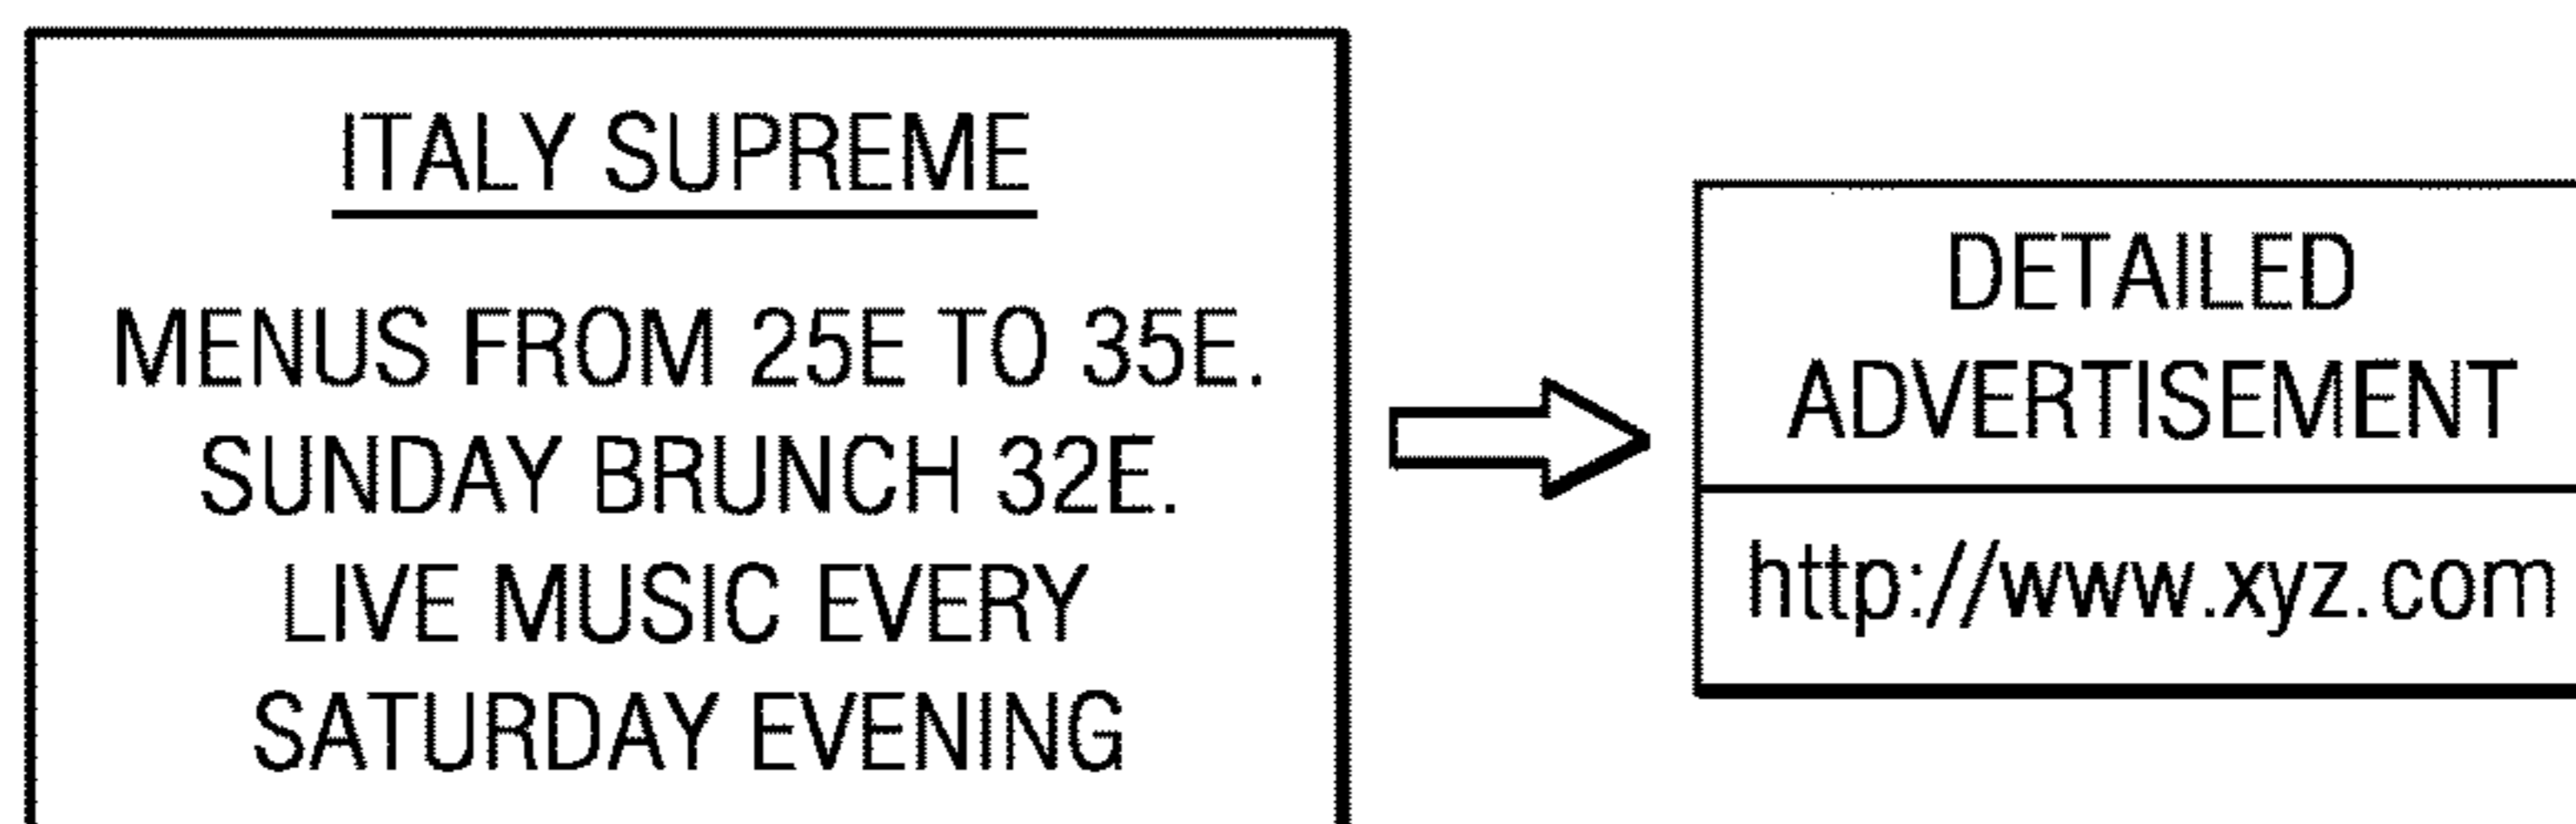 ITALY SUPREME
MENUS FROM 25E TO 35E.
SUNDAY BRUNCH 32E.
LIVE MUSIC EVERY
SATURDAY EVENING
DETAILED
ADVERTISEMENT
http://www.xyz.com